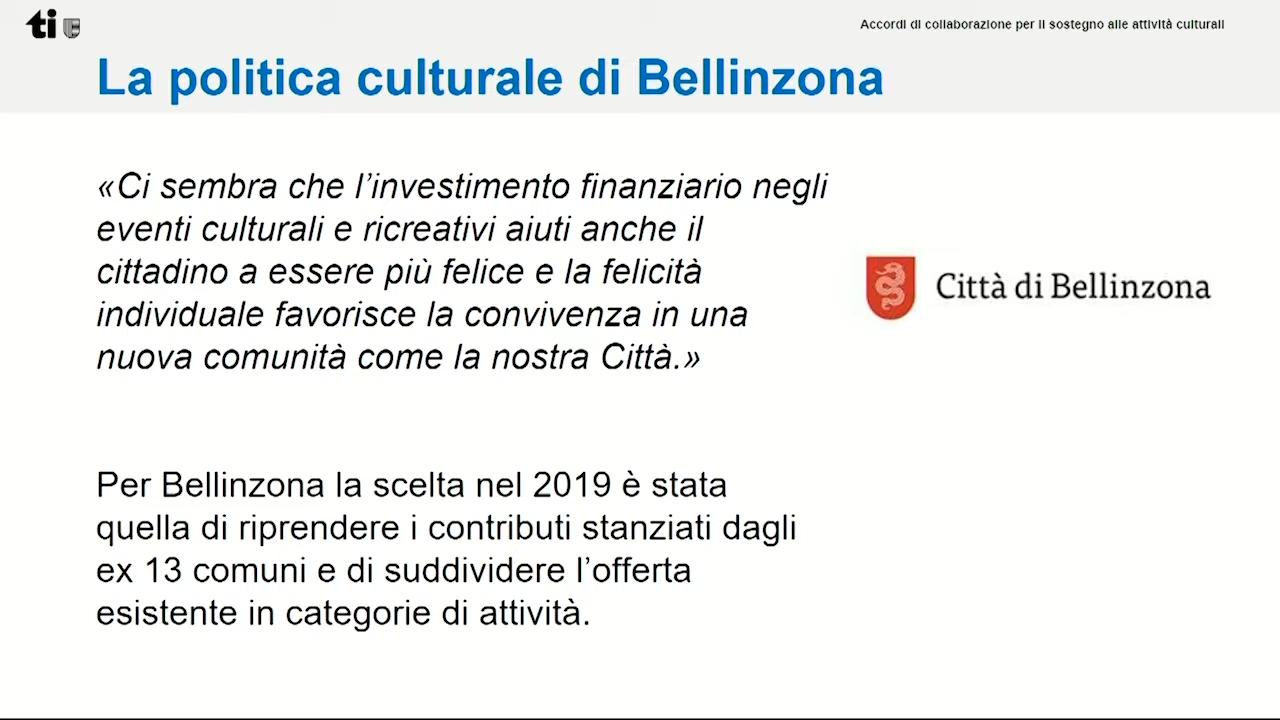 ti
Accordi di collaborazione per il sostegno alle attività culturali
La politica culturale di Bellinzona
«Ci sembra che l’investimento finanziario negli
eventi culturali e ricreativi aiuti anche il
cittadino a essere più felice e la felicità
individuale favorisce la convivenza in una
nuova comunità come la nostra Città.»
Città di Bellinzona
Per Bellinzona la scelta nel 2019 è stata
quella di riprendere i contributi stanziati dagli
ex 13 comuni e di suddividere l’offerta
esistente in categorie di attività.